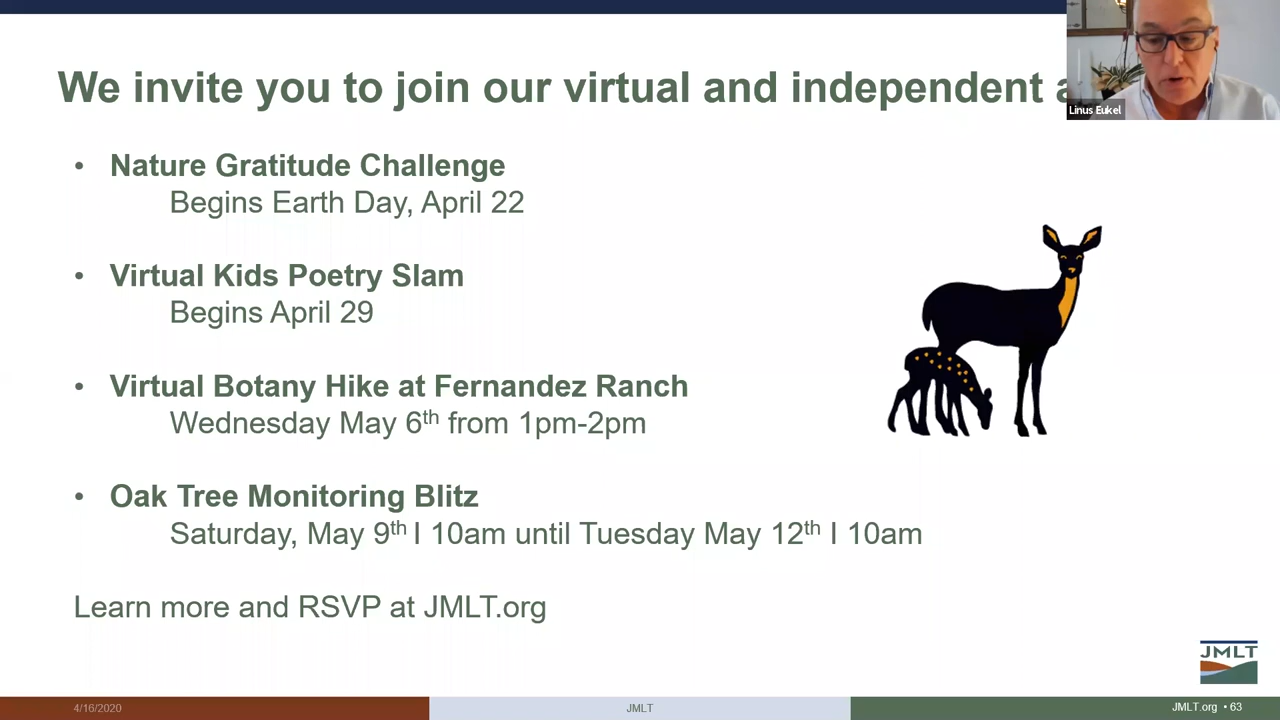 We invite you to join our virtual and independent
Linus Eukel
• Nature Gratitude Challenge
Begins Earth Day, April 22
• Virtual Kids Poetry Slam
Begins April 29
• Virtual Botany Hike at Fernandez Ranch
Wednesday May 6th from 1pm-2pm
• Oak Tree Monitoring Blitz
Saturday, May 9th I 10am until Tuesday May 12th I 10am
Learn more and RSVP at JMLT.org
JMLT
4/16/2020
JMLT
JMLT.org • 63